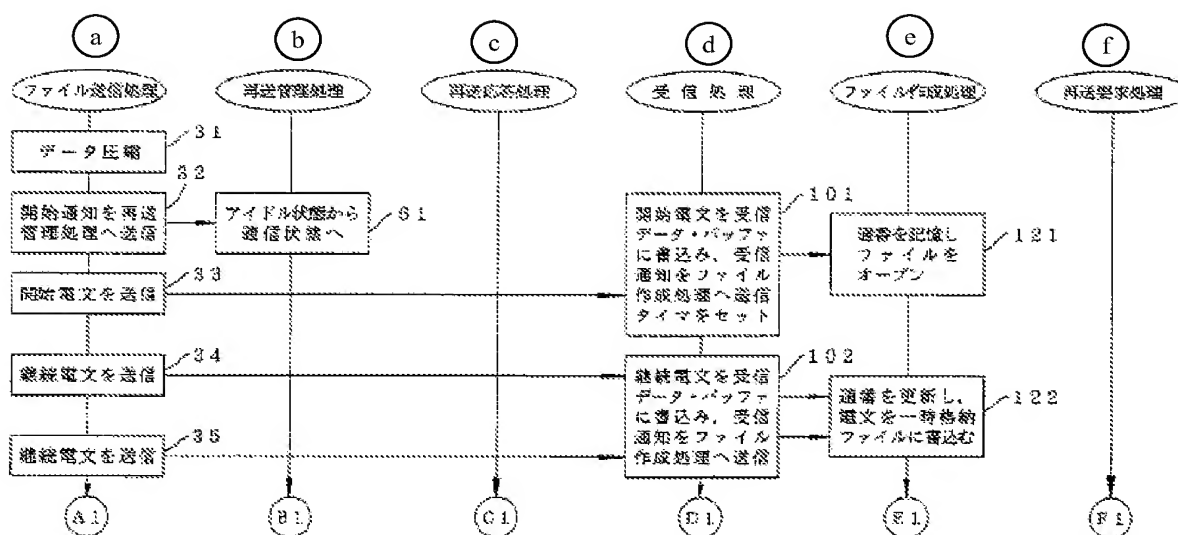 a
b
c
d
e
f
ファイル送信処理
再送管理処理
再送応答処理
受信処理
ファイル作成処理
再送要求処理
31
データ圧縮
32
開始通知を再送
管理処理へ送信
アイドル状態から
通信状態へ
61
101
開始電文を受信
データ・バッファ
に書込み、受信
通知をファイル
作成処理へ送信
タイマをセット
121
通番を記憶し
ファイルを
オープン
33
開始電文を送信
34
継続電文を送信
102
継続電文を受信
データ・バッファ
に書込み、受信
通知をファイル
作成処理へ送信
122
通番を更新し、
電文を一時格納
ファイルに書込む
35
継続電文を送信
A1
B1
C1
D1
E1
F1